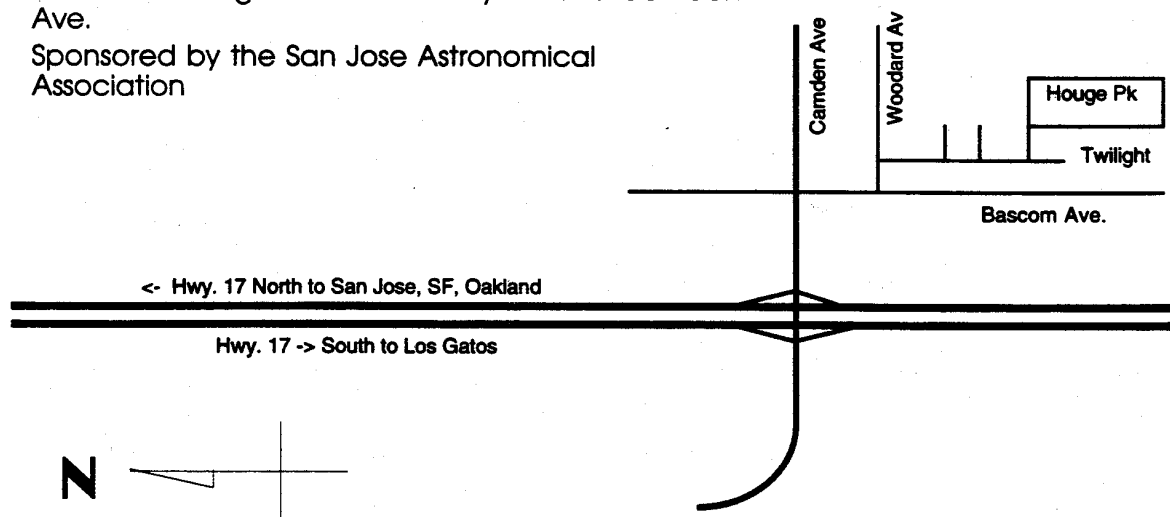 Ave.
Sponsored by the San Jose Astronomical
Association
Camden Ave
Woodard Av
Houge Pk
Twilight
Bascom Ave.
<- Hwy. 17 North to San Jose, SF, Oakland
Hwy. 17 -> South to Los Gatos
N